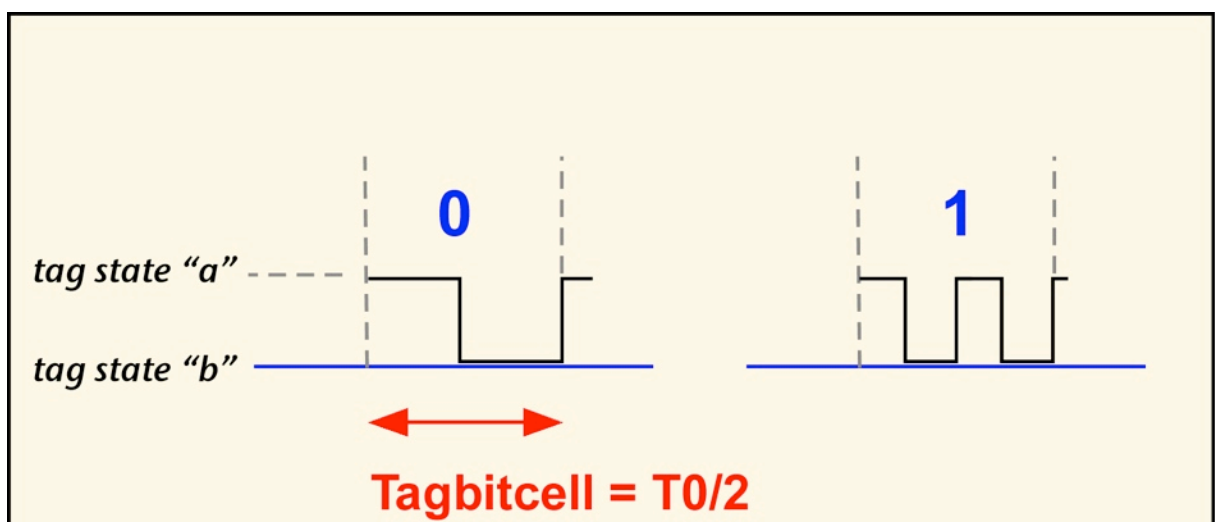 0 1
tag state “a”
tag state “b”
Tagbitcell = T0/2